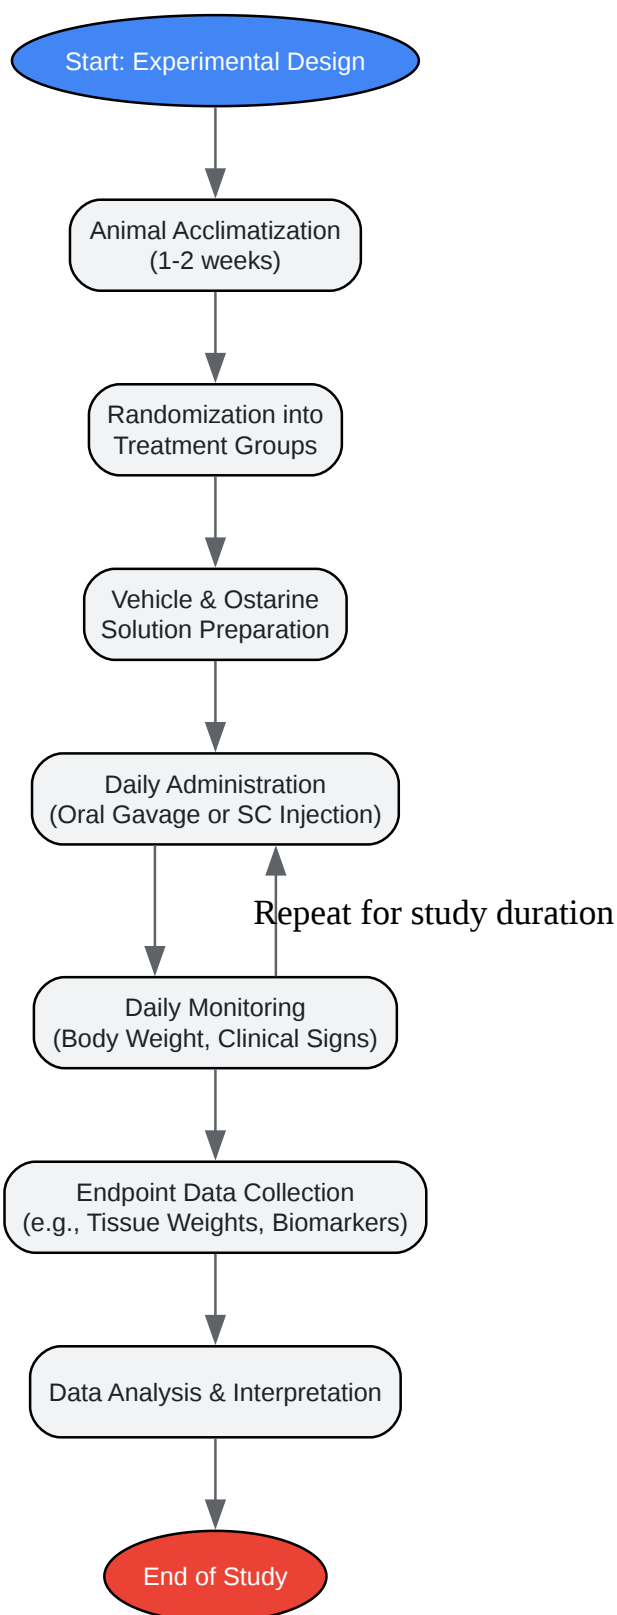 Start: Experimental Design
Animal Acclimatization
(1-2 weeks)
Randomization into
Treatment Groups
Vehicle & Ostarine
Solution Preparation
Daily Administration
(Oral Gavage or SC Injection)
Repeat for study duration
Daily Monitoring
(Body Weight, Clinical Signs)
Endpoint Data Collection
(e.g., Tissue Weights, Biomarkers)
Data Analysis & Interpretation
End of Study